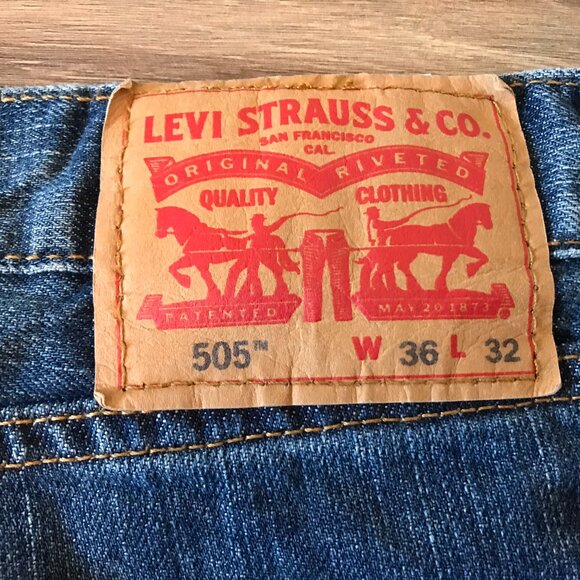 LEVI STRAUSS & CO.
SAN FRANCISCO
CAL.
ORIGINAL RIVETED
QUALITY CLOTHING
PATENTED MAY 20 1873
505™ W 36 L 32